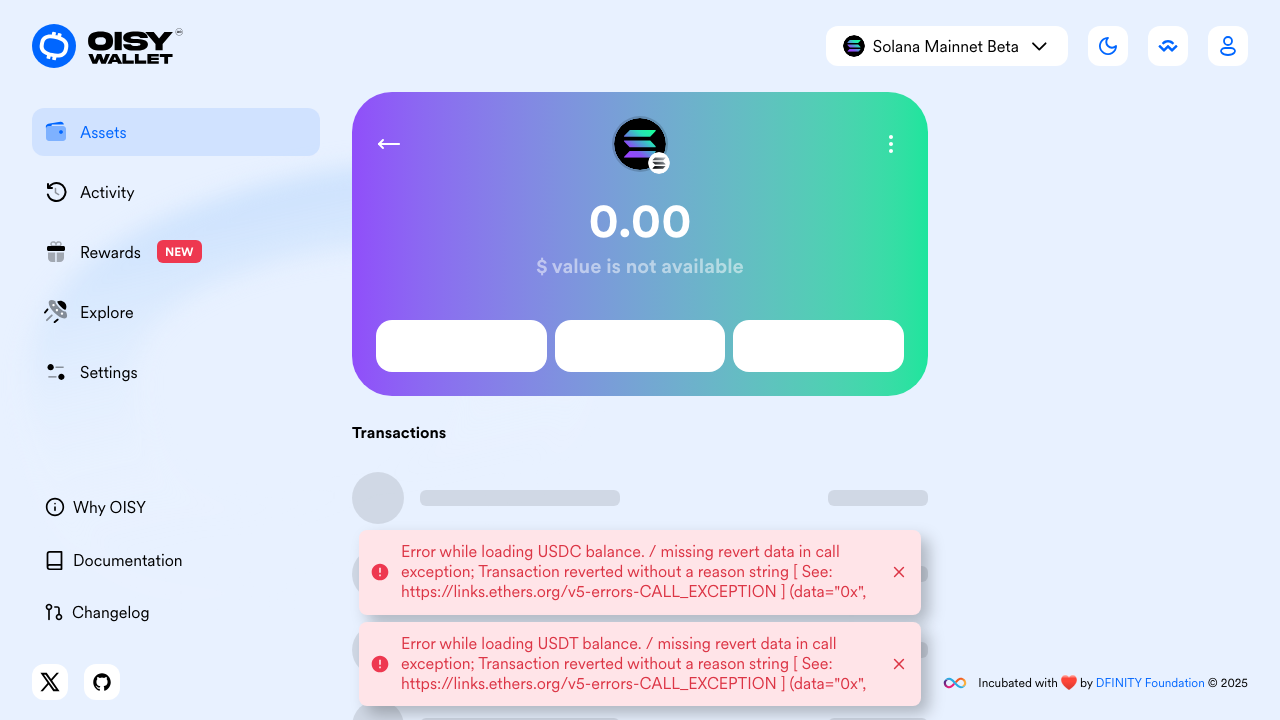 OISY
WALLET
Solana Mainnet Beta
Assets
Activity
Rewards NEW
Explore
Settings
Why OISY
Documentation
Changelog
0.00
$ value is not available
Transactions
Error while loading USDC balance. / missing revert data in call
exception; Transaction reverted without a reason string [ See:
https://links.ethers.org/v5-errors-CALL_EXCEPTION ] (data="0x",
Error while loading USDT balance. / missing revert data in call
exception; Transaction reverted without a reason string [ See:
https://links.ethers.org/v5-errors-CALL_EXCEPTION ] (data="0x",
Incubated with ❤️ by DFINITY Foundation © 2025